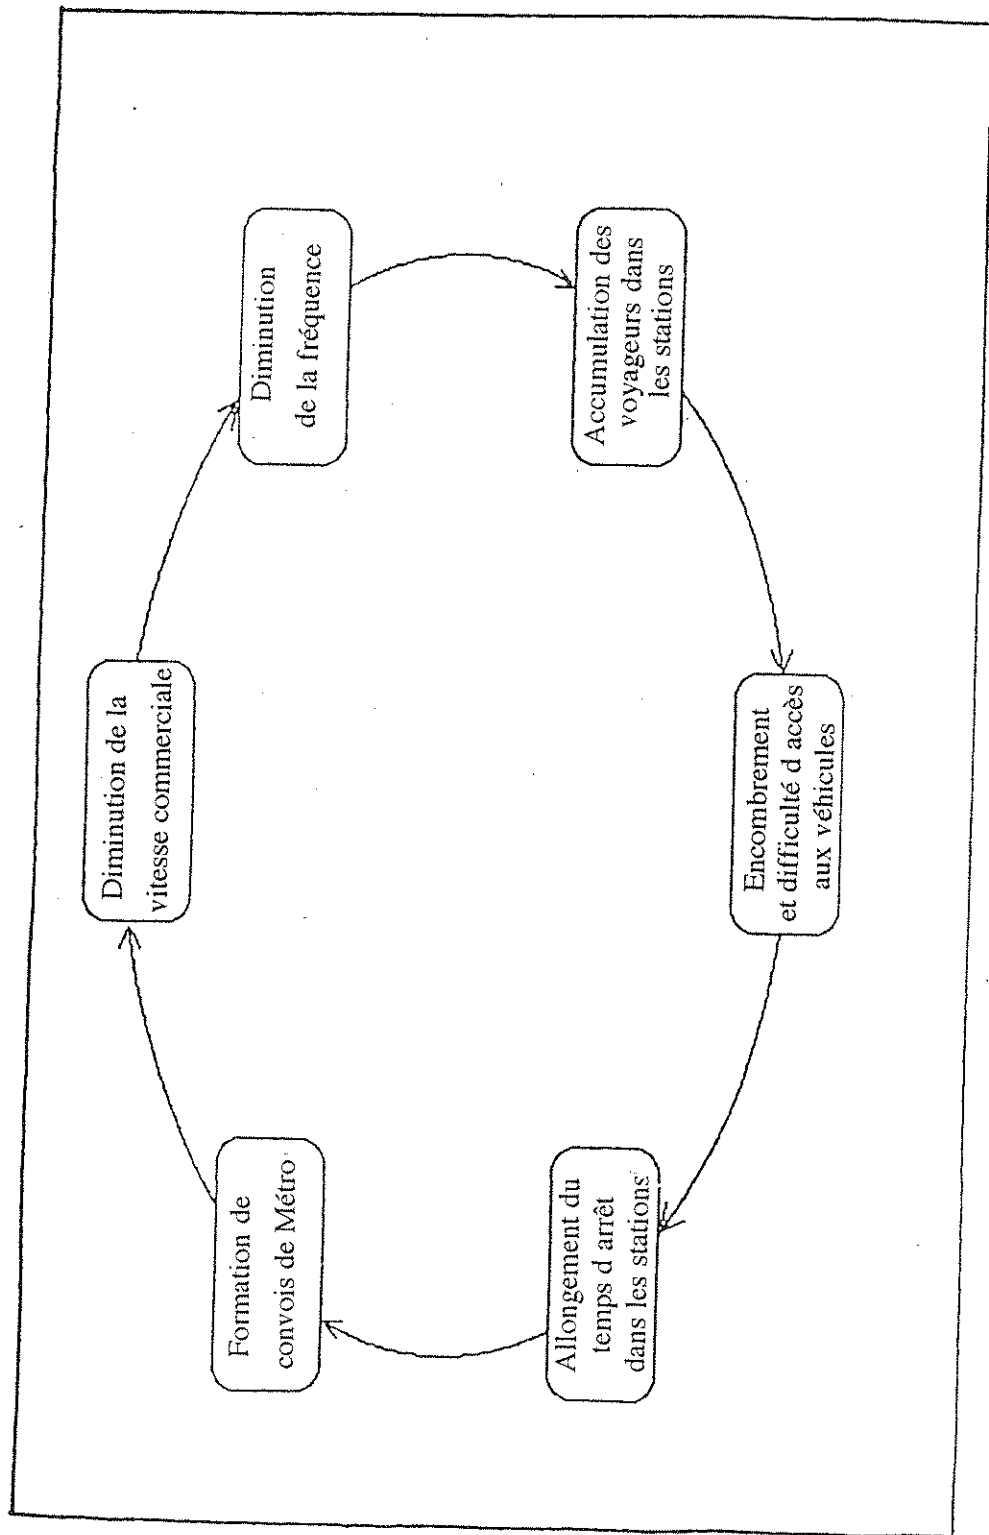 Diminution de la
vitesse commerciale
Diminution
de la fréquence
Accumulation des
voyageurs dans
les stations
Encombrement
et difficulté d accès
aux véhicules
Allongement du
temps d arrêt
dans les stations
Formation de
convois de Métro